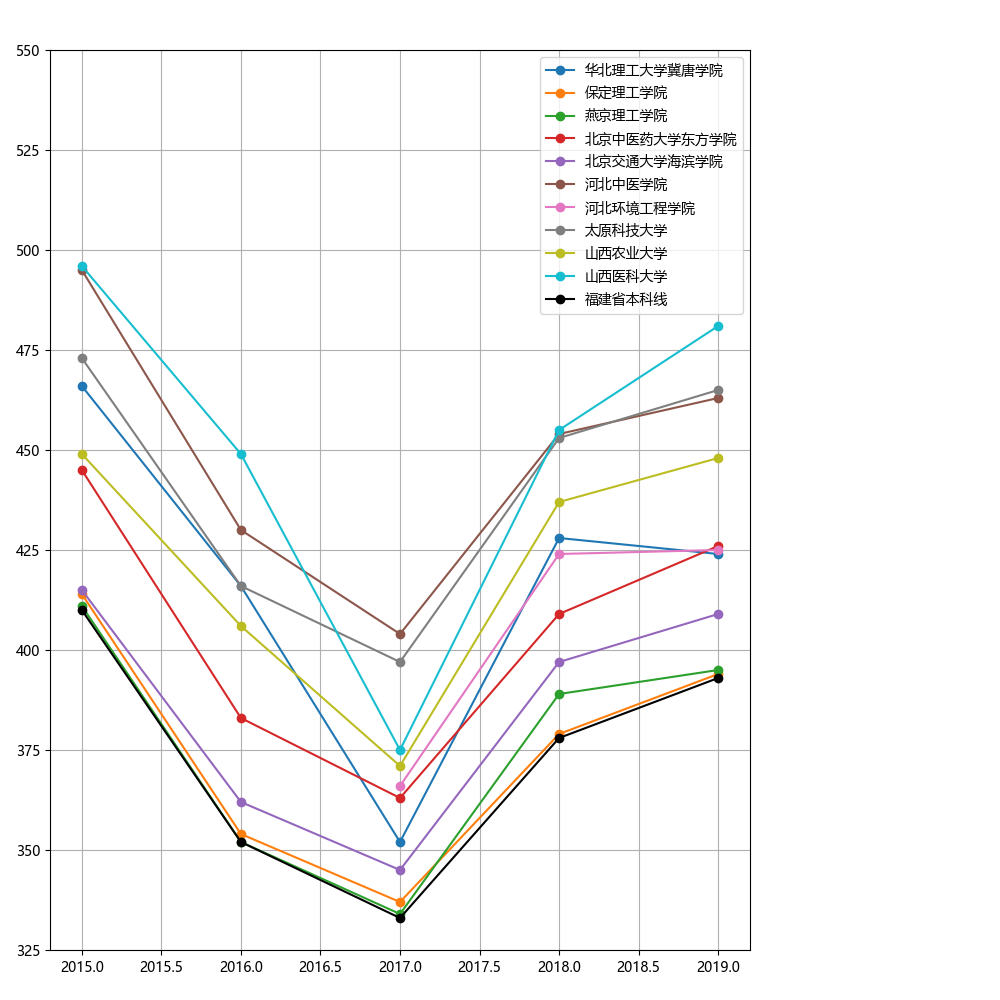 550
525
500
475
450
425
400
375
350
325
2015.0 2015.5 2016.0 2016.5 2017.0 2017.5 2018.0 2018.5 2019.0
华北理工大学冀唐学院
保定理工学院
燕京理工学院
北京中医药大学东方学院
北京交通大学海滨学院
河北中医学院
河北环境工程学院
太原科技大学
山西农业大学
山西医科大学
福建省本科线